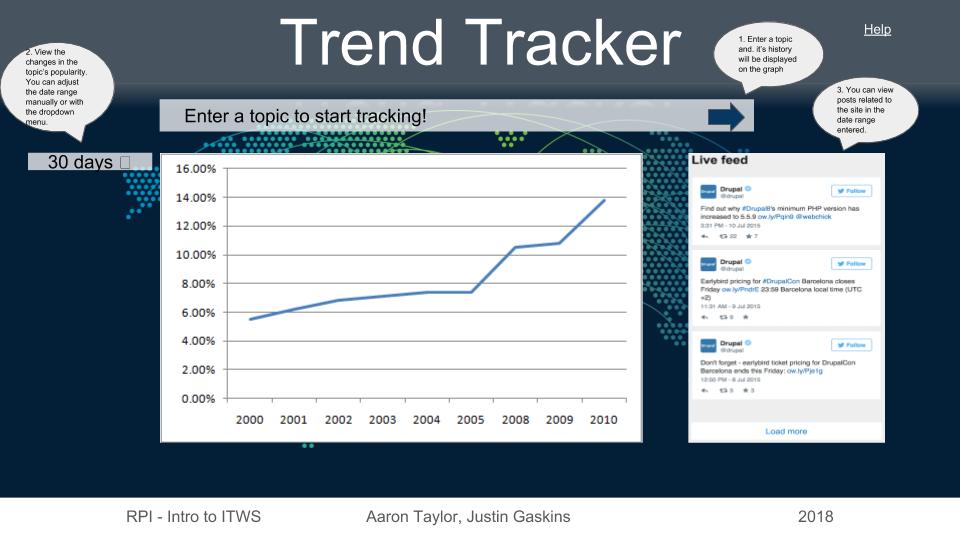 Trend Tracker
Help
1. Enter a topic
and. it's history
will be displayed
on the graph
2. View the
changes in the
topic's popularity.
You can adjust
the date range
manually or with
the dropdown
menu.
3. You can view
posts related to
the site in the
date range
entered.
Enter a topic to start tracking!
30 days
16.00%
14.00%
12.00%
10.00%
8.00%
6.00%
4.00%
2.00%
0.00%
2000 2001 2002 2003 2004 2005 2008 2009 2010
Live feed
Drupal
@drupal
Follow
Find out why #Drupal8's minimum PHP version has
increased to 5.5.9 ow.ly/Pqin9 @webchick
3:31 PM - 10 Jul 2015
22 7
Drupal
@drupal
Follow
Earlybird pricing for #DrupalCon Barcelona closes
Friday ow.ly/PndrE 23:59 Barcelona local time (UTC
+2)
11:31 AM - 9 Jul 2015
Drupal
@drupal
Follow
Don't forget - earlybird ticket pricing for DrupalCon
Barcelona ends this Friday: ow.ly/Pje1g
12:00 PM - 8 Jul 2015
Load more
RPI - Intro to ITWS
Aaron Taylor, Justin Gaskins
2018